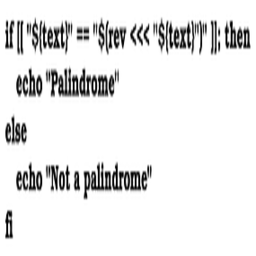 if [[ "$(text)" == "$(rev <<< "$(text)")" ]]; then
echo "Palindrome"
else
echo "Not a palindrome"
fi